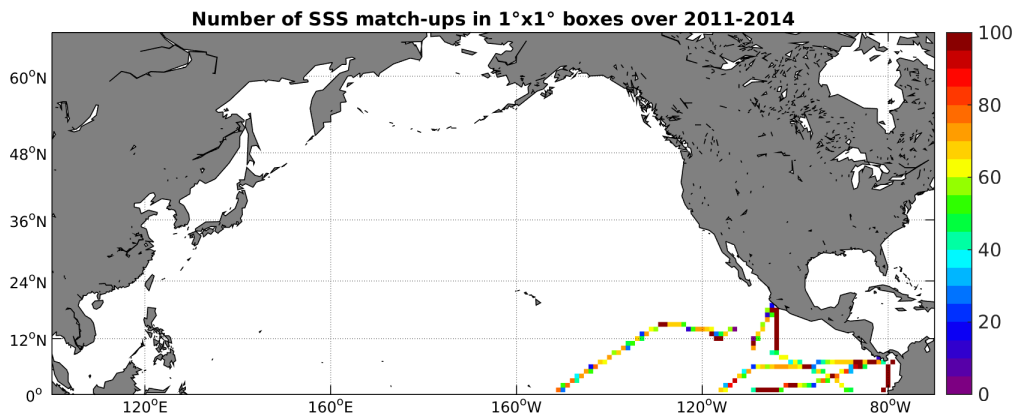 Number of SSS match-ups in 1°x1° boxes over 2011-2014
100
80
60
40
20
0
60°N
48°N
36°N
24°N
12°N
0°
120°E
160°E
160°W
120°W
80°W